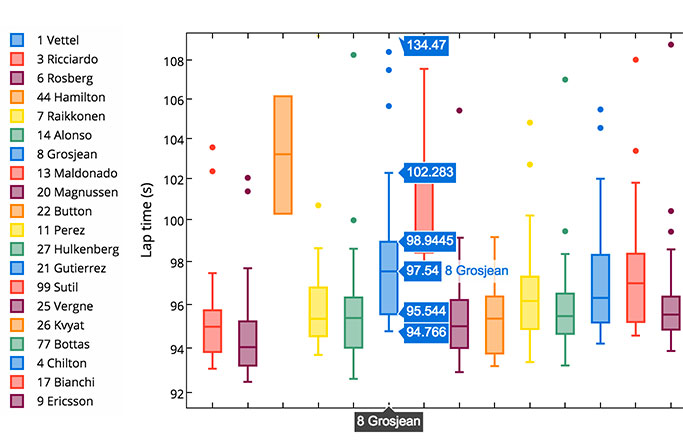 1 Vettel
3 Ricciardo
6 Rosberg
44 Hamilton
7 Raikkonen
14 Alonso
8 Grosjean
13 Maldonado
20 Magnussen
22 Button
11 Perez
27 Hulkenberg
21 Gutierrez
99 Sutil
25 Vergne
26 Kvyat
77 Bottas
4 Chilton
17 Bianchi
9 Ericsson
Lap time (s)
108
106
104
102
100
98
96
94
92
134.47
102.283
98.9445
97.54 8 Grosjean
95.544
94.766
8 Grosjean